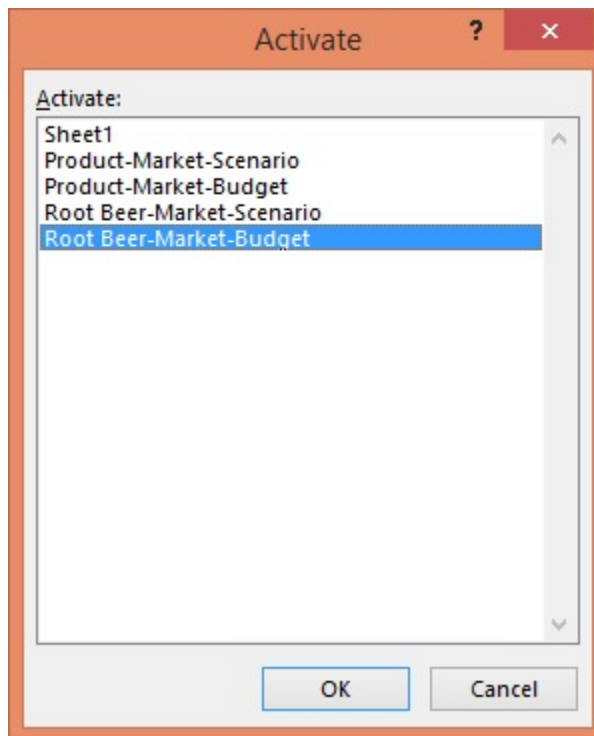 Activate
?
×
Activate:
Sheet1
Product-Market-Scenario
Product-Market-Budget
Root Beer-Market-Scenario
Root Beer-Market-Budget
OK
Cancel